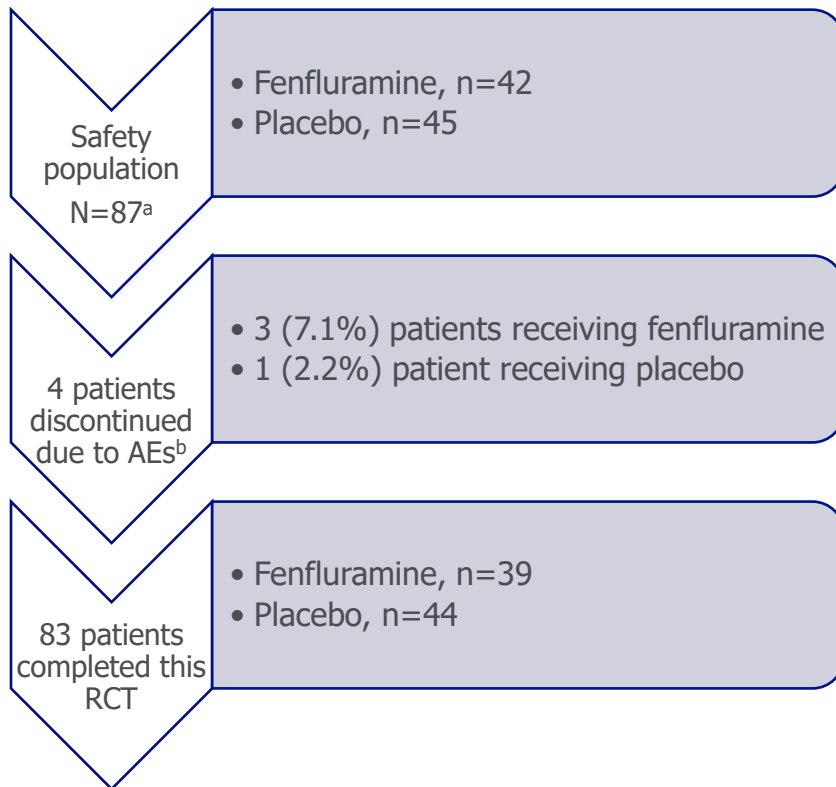 Safety
population
N=87ᵃ
• Fenfluramine, n=42
• Placebo, n=45
4 patients
discontinued
due to AEsᵇ
• 3 (7.1%) patients receiving fenfluramine
• 1 (2.2%) patient receiving placebo
83 patients
completed this
RCT
• Fenfluramine, n=39
• Placebo, n=44